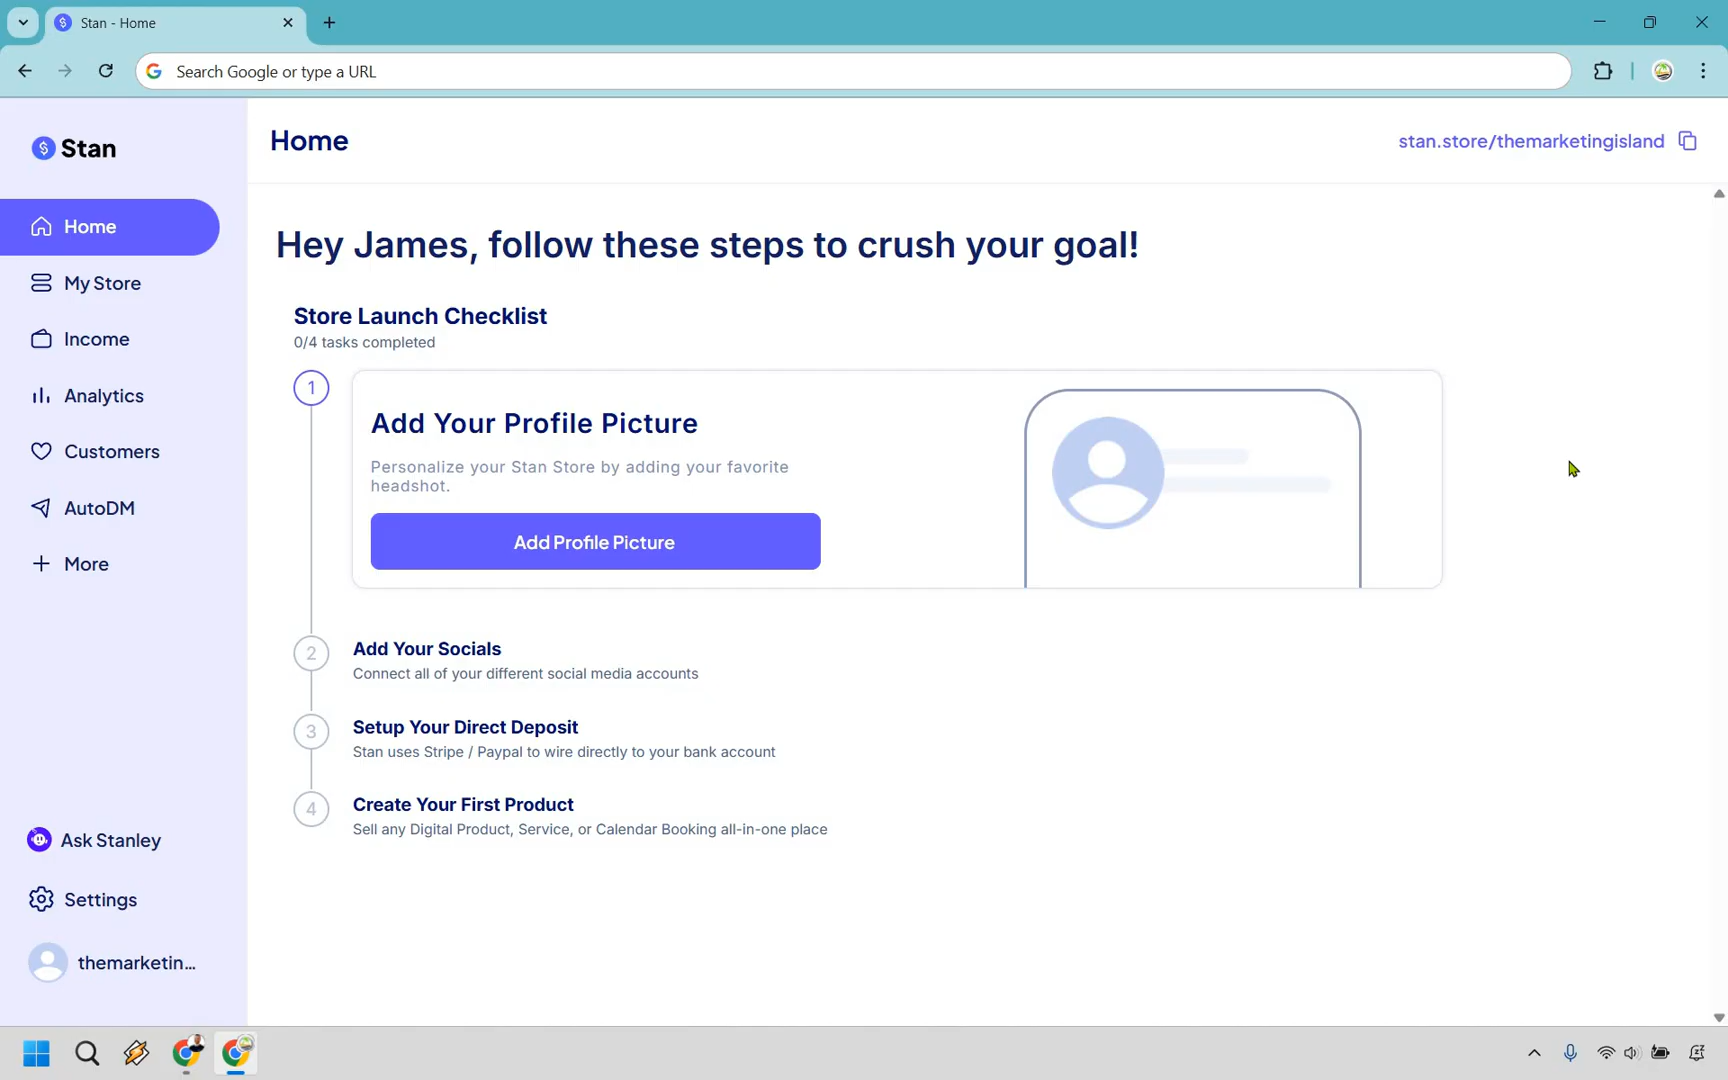 Stan - Home
Search Google or type a URL
Stan
Home
stan.store/themarketingisland
Home
My Store
Income
Analytics
Customers
AutoDM
More
Hey James, follow these steps to crush your goal!
Store Launch Checklist
0/4 tasks completed
1
Add Your Profile Picture
Personalize your Stan Store by adding your favorite
headshot.
Add Profile Picture
2
Add Your Socials
Connect all of your different social media accounts
3
Setup Your Direct Deposit
Stan uses Stripe / Paypal to wire directly to your bank account
4
Create Your First Product
Sell any Digital Product, Service, or Calendar Booking all-in-one place
Ask Stanley
Settings
themarketin...